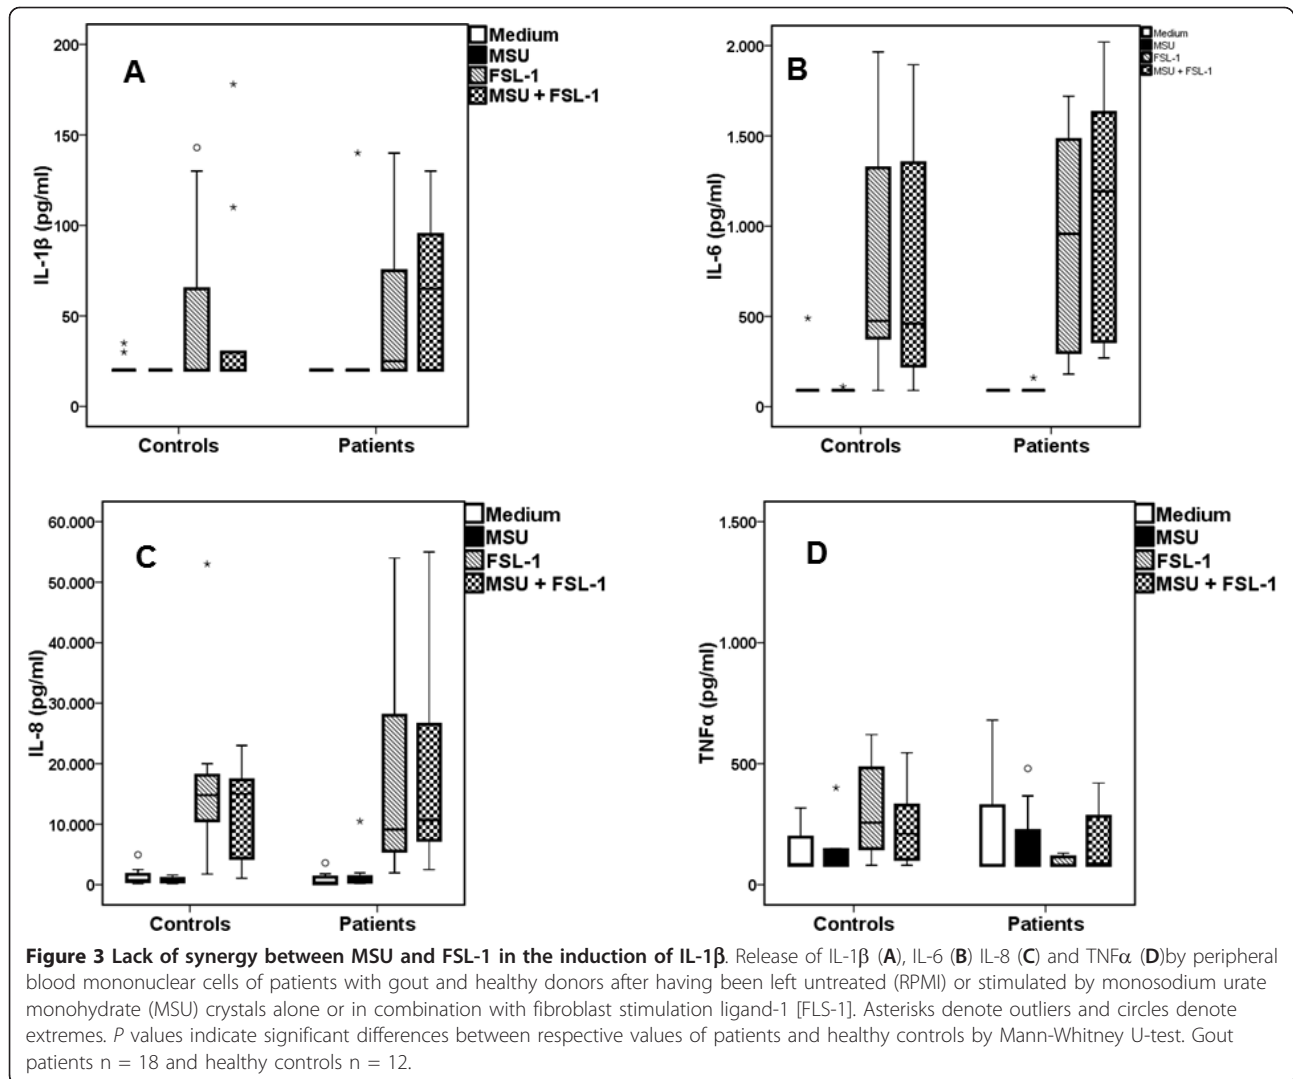 Medium
MSU
FSL-1
MSU + FSL-1
A
200
150
100
50
0
IL-1β (pg/ml)
Controls Patients
Medium
MSU
FSL-1
MSU + FSL-1
B
2.000
1.500
1.000
500
0
IL-6 (pg/ml)
Controls Patients
Medium
MSU
FSL-1
MSU + FSL-1
C
60.000
50.000
40.000
30.000
20.000
10.000
0
IL-8 (pg/ml)
Controls Patients
Medium
MSU
FSL-1
MSU + FSL-1
D
1.500
1.000
500
0
TNFα (pg/ml)
Controls Patients
Figure 3 Lack of synergy between MSU and FSL-1 in the induction of IL-1β. Release of IL-1β (A), IL-6 (B) IL-8 (C) and TNFα (D)by peripheral
blood mononuclear cells of patients with gout and healthy donors after having been left untreated (RPMI) or stimulated by monosodium urate
monohydrate (MSU) crystals alone or in combination with fibroblast stimulation ligand-1 [FLS-1]. Asterisks denote outliers and circles denote
extremes. P values indicate significant differences between respective values of patients and healthy controls by Mann-Whitney U-test. Gout
patients n = 18 and healthy controls n = 12.